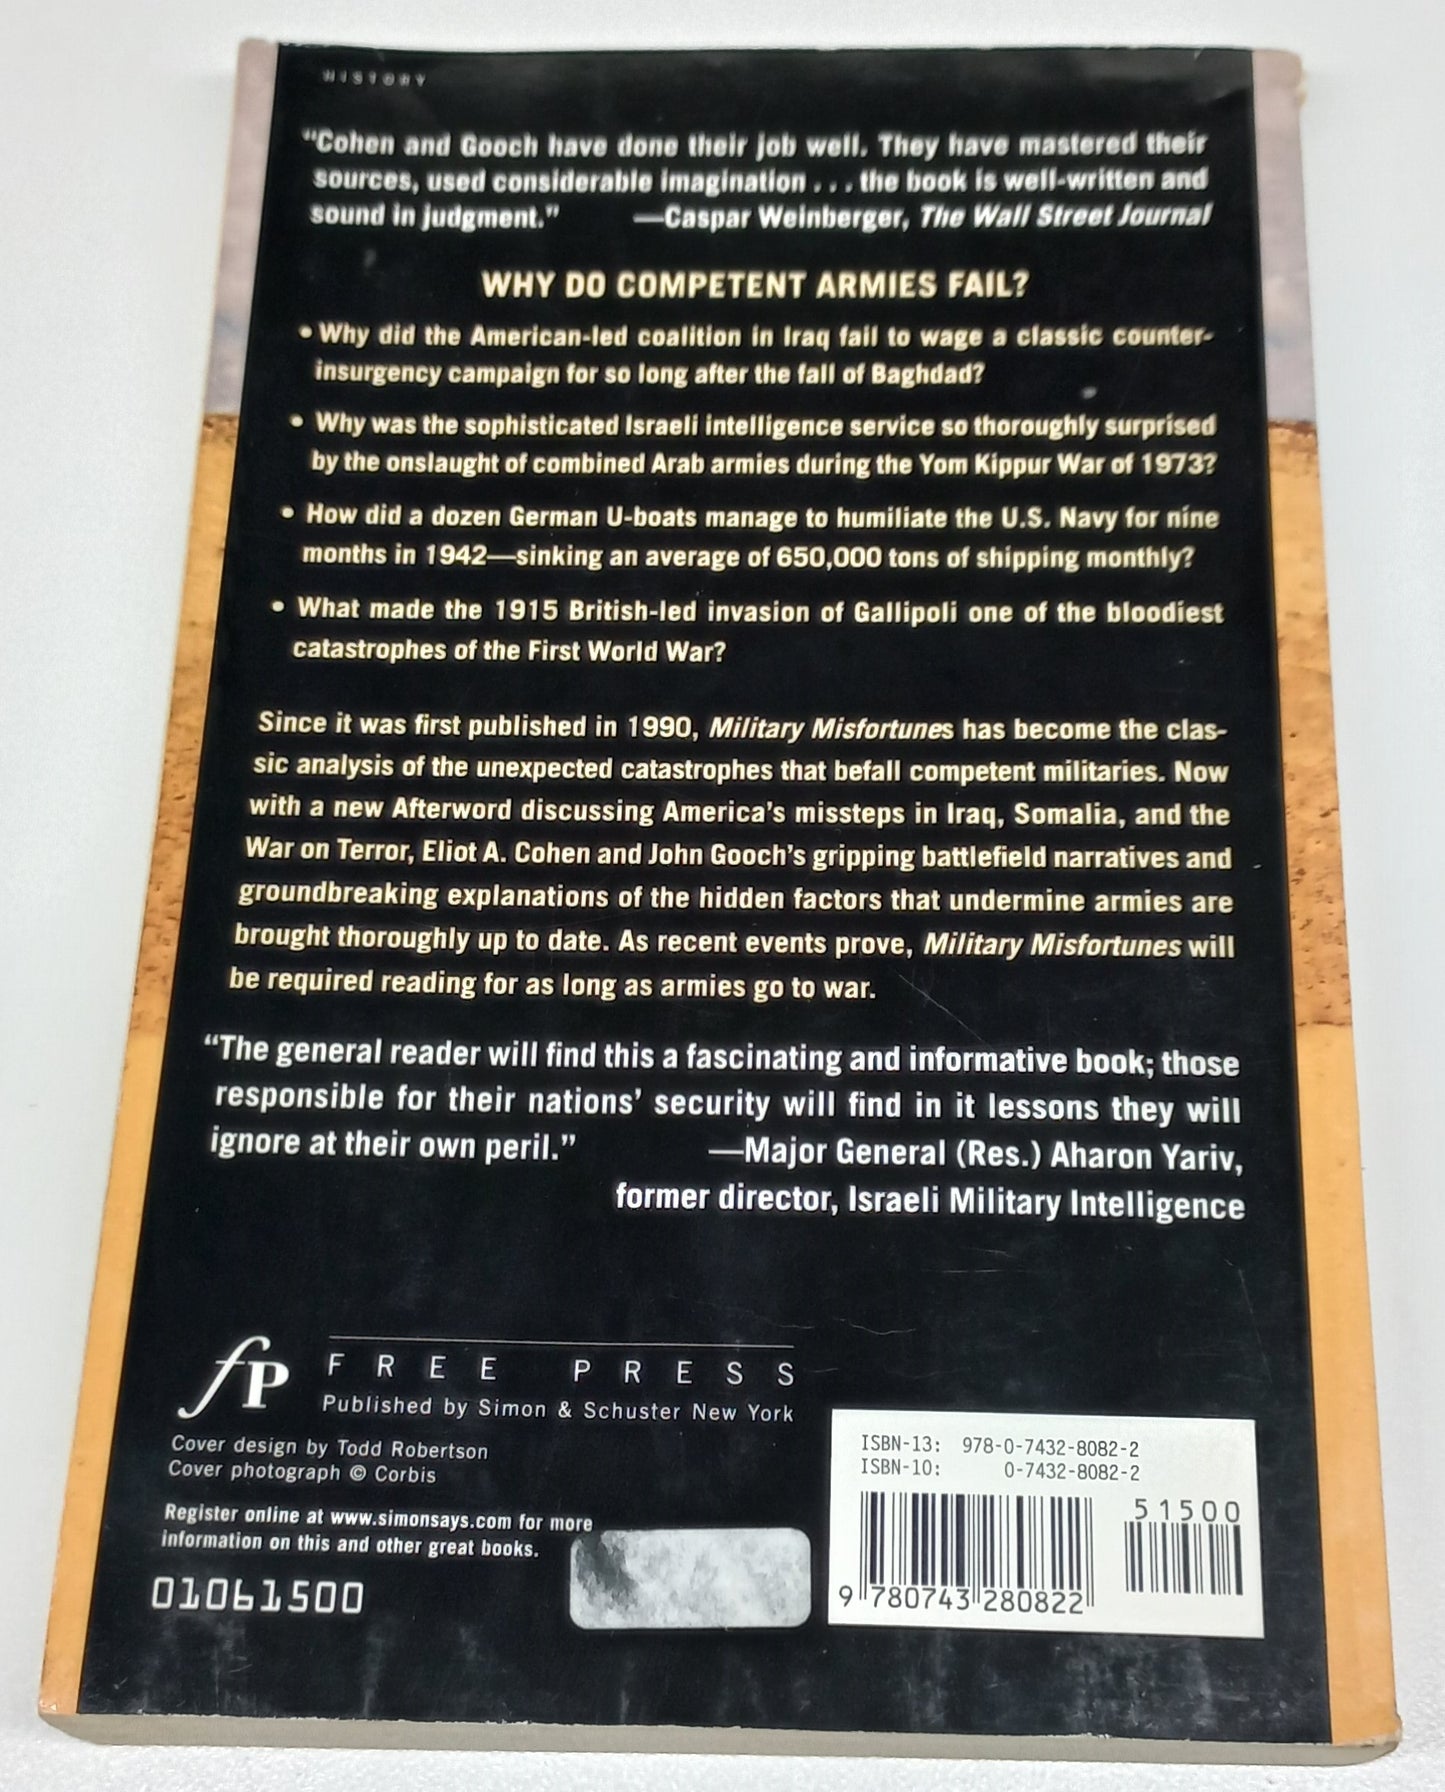 HISTORY
"Cohen and Gooch have done their job well. They have mastered their
sources, used considerable imagination . . . the book is well-written and
sound in judgment." —Caspar Weinberger, The Wall Street Journal
WHY DO COMPETENT ARMIES FAIL?
• Why did the American-led coalition in Iraq fail to wage a classic counter-
insurgency campaign for so long after the fall of Baghdad?
• Why was the sophisticated Israeli intelligence service so thoroughly surprised
by the onslaught of combined Arab armies during the Yom Kippur War of 1973?
• How did a dozen German U-boats manage to humiliate the U.S. Navy for nine
months in 1942—sinking an average of 650,000 tons of shipping monthly?
• What made the 1915 British-led invasion of Gallipoli one of the bloodiest
catastrophes of the First World War?
Since it was first published in 1990, Military Misfortunes has become the clas-
sic analysis of the unexpected catastrophes that befall competent militaries. Now
with a new Afterword discussing America's missteps in Iraq, Somalia, and the
War on Terror, Eliot A. Cohen and John Gooch's gripping battlefield narratives and
groundbreaking explanations of the hidden factors that undermine armies are
brought thoroughly up to date. As recent events prove, Military Misfortunes will
be required reading for as long as armies go to war.
"The general reader will find this a fascinating and informative book; those
responsible for their nations' security will find in it lessons they will
ignore at their own peril." —Major General (Res.) Aharon Yariv,
former director, Israeli Military Intelligence
fP FREE PRESS
Published by Simon & Schuster New York
Cover design by Todd Robertson
Cover photograph © Corbis
Register online at www.simonsays.com for more
information on this and other great books.
01061500
ISBN-13: 978-0-7432-8082-2
ISBN-10: 0-7432-8082-2
51500
9 780743 280822